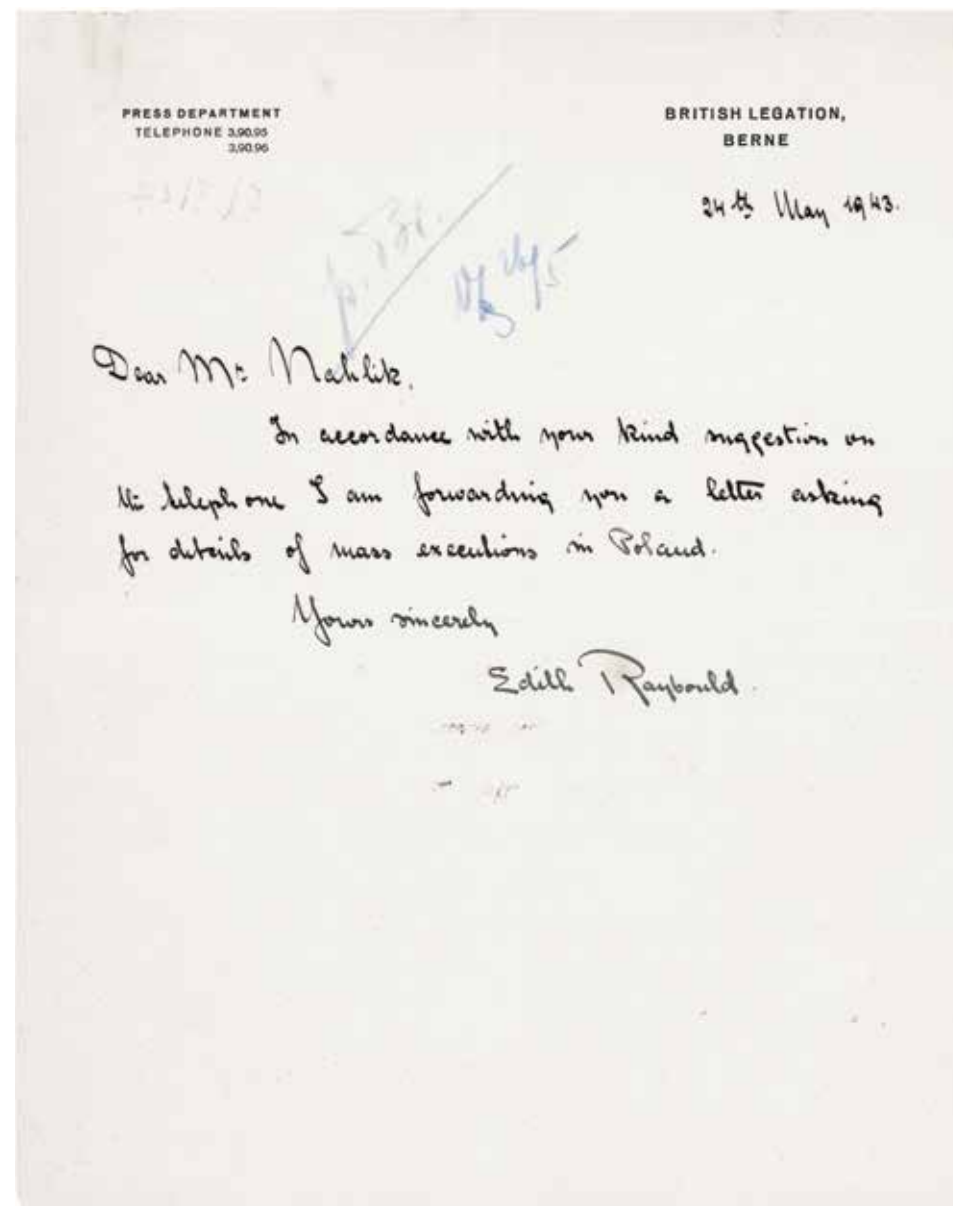 PRESS DEPARTMENT
TELEPHONE 3.90.95
3.90.96
BRITISH LEGATION,
BERNE
24th May 1943.
Dear Mr Nahlik,
In accordance with your kind suggestion on
the telephone I am forwarding you a letter asking
for details of mass executions in Poland.
Yours sincerely
Edith Raybould.